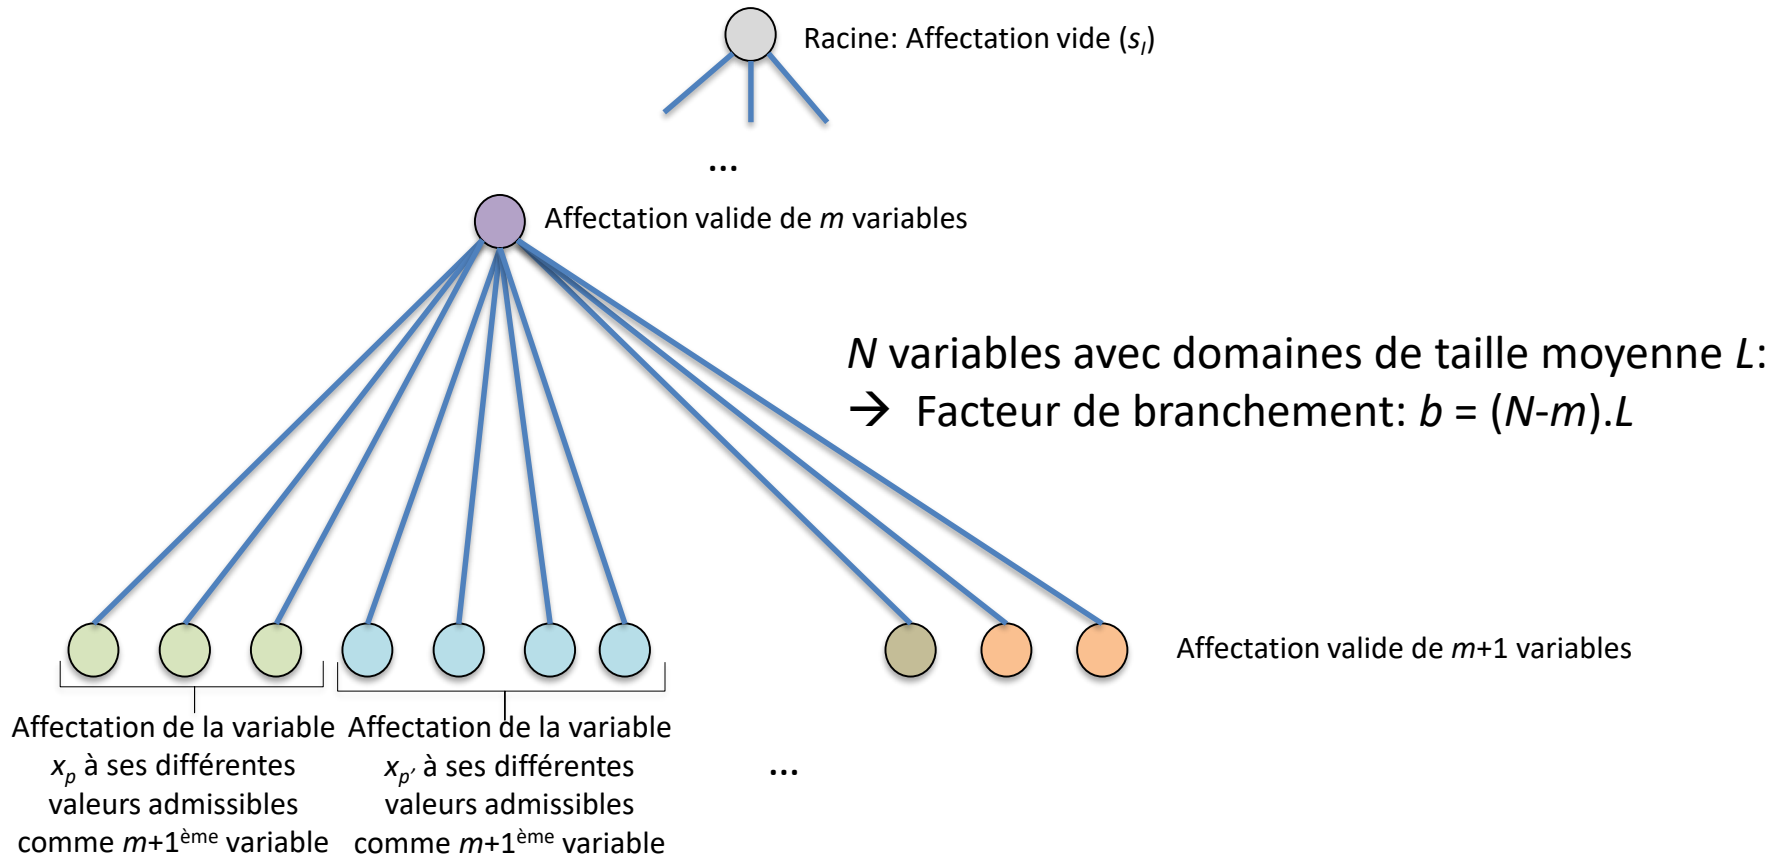 Racine: Affectation vide (sI)
...
Affectation valide de m variables
N variables avec domaines de taille moyenne L:
→ Facteur de branchement: b = (N-m).L
Affectation valide de m+1 variables
Affectation de la variable
xp à ses différentes
valeurs admissibles
comme m+1ème variable
Affectation de la variable
xp′ à ses différentes
valeurs admissibles
comme m+1ème variable
...